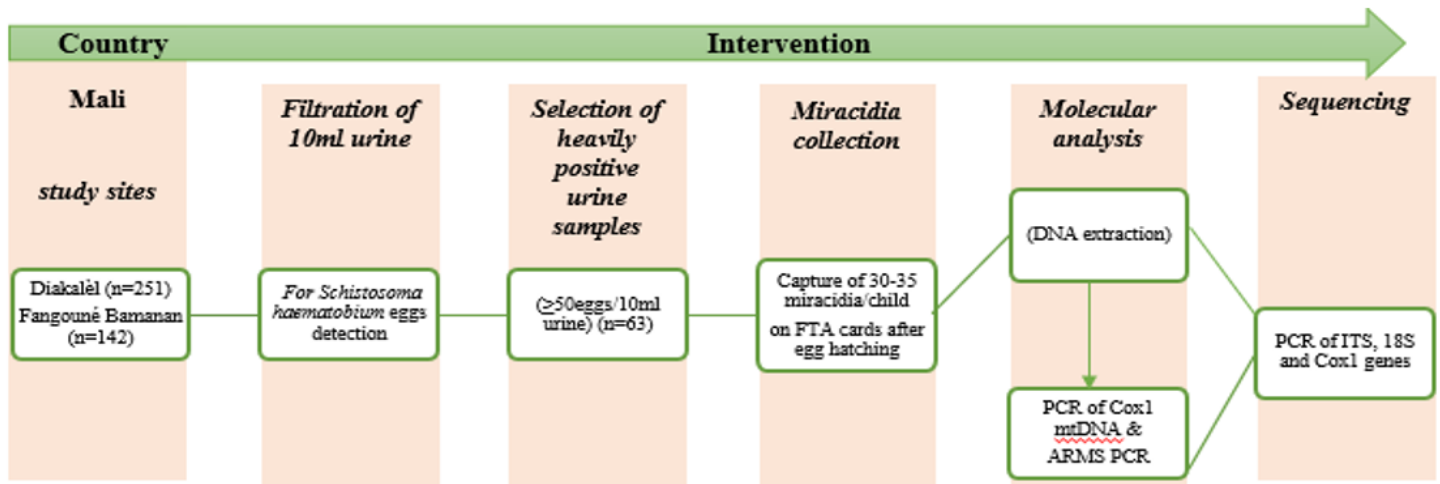 Country
Intervention
Mali
study sites
Diakalèl (n=251)
Fangouné Bamanan
(n=142)
Filtration of
10ml urine
For Schistosoma
haematobium eggs
detection
Selection of
heavily
positive
urine
samples
(≥50eggs/10ml
urine) (n=63)
Miracidia
collection
Capture of 30-35
miracidia/child
on FTA cards after
egg hatching
Molecular
analysis
(DNA extraction)
PCR of Cox1
mtDNA &
ARMS PCR
Sequencing
PCR of ITS, 18S
and Cox1 genes